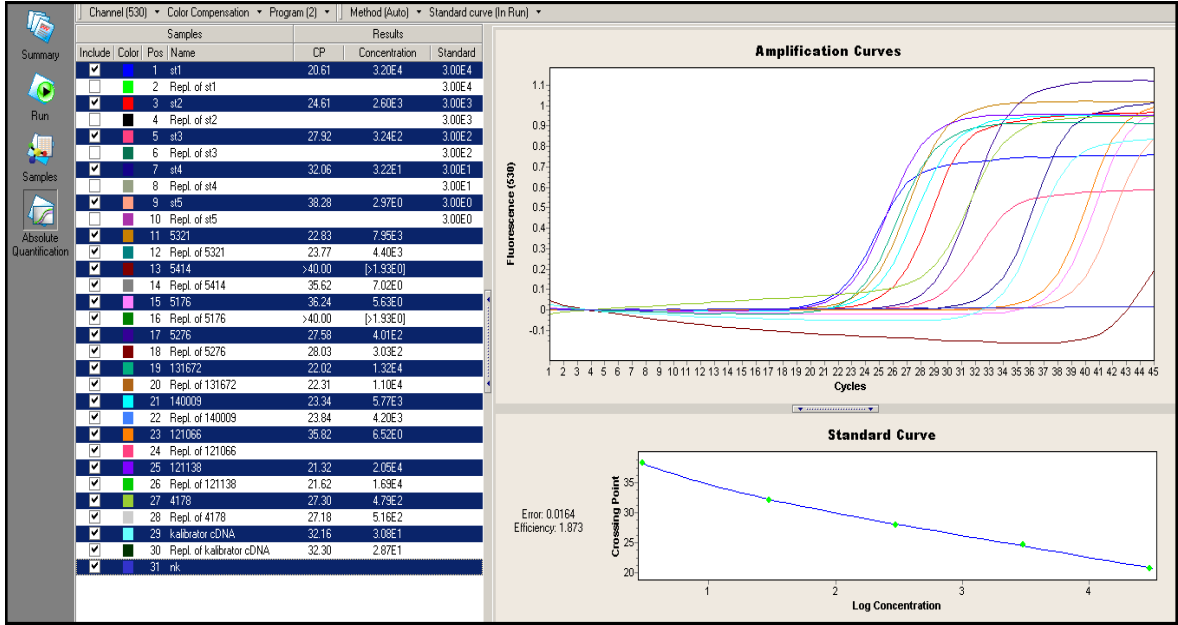 Channel (530) Color Compensation Program (2) Method (Auto) Standard curve (In Run)
Summary
Run
Samples
Absolute
Quantification
Samples Results
Include Color Pos Name CP Concentration Standard
1 st1 20.61 3.20E4 3.00E4
2 Repl. of st1 3.00E4
3 st2 24.61 2.60E3 3.00E3
4 Repl. of st2 3.00E3
5 st3 27.92 3.24E2 3.00E2
6 Repl. of st3 3.00E2
7 st4 32.06 3.22E1 3.00E1
8 Repl. of st4 3.00E1
9 st5 38.28 2.97E0 3.00E0
10 Repl. of st5 3.00E0
11 5321 22.83 7.95E3
12 Repl. of 5321 23.77 4.40E3
13 5414 >40.00 [>1.93E0]
14 Repl. of 5414 35.62 7.02E0
15 5176 36.24 5.63E0
16 Repl. of 5176 >40.00 [>1.93E0]
17 5276 27.58 4.01E2
18 Repl. of 5276 28.03 3.03E2
19 131672 22.02 1.32E4
20 Repl. of 131672 22.31 1.10E4
21 140009 23.34 5.77E3
22 Repl. of 140009 23.84 4.20E3
23 121066 35.82 6.52E0
24 Repl. of 121066
25 121138 21.32 2.05E4
26 Repl. of 121138 21.62 1.69E4
27 4178 27.30 4.79E2
28 Repl. of 4178 27.18 5.16E2
29 kalibrator cDNA 32.16 3.08E1
30 Repl. of kalibrator cDNA 32.30 2.87E1
31 nk
Amplification Curves
Fluorescence (530)
1.1
1
0.9
0.8
0.7
0.6
0.5
0.4
0.3
0.2
0.1
0
-0.1
1 2 3 4 5 6 7 8 9 10 11 12 13 14 15 16 17 18 19 20 21 22 23 24 25 26 27 28 29 30 31 32 33 34 35 36 37 38 39 40 41 42 43 44 45
Cycles
Standard Curve
Error: 0.0164
Efficiency: 1.873
Crossing Point
35
30
25
20
1 2 3 4
Log Concentration